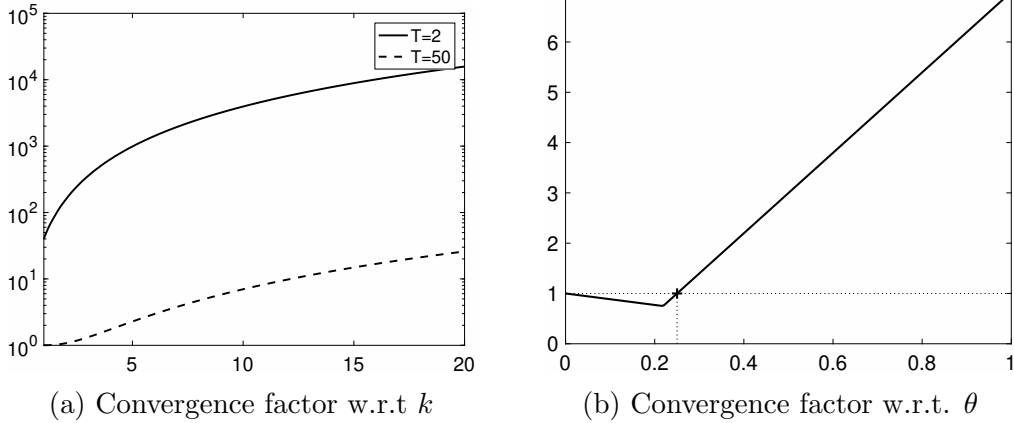 10^5
10^4
10^3
10^2
10^1
10^0
T=2
T=50
5 10 15 20
6
5
4
3
2
1
0
0 0.2 0.4 0.6 0.8 1
(a) Convergence factor w.r.t k
(b) Convergence factor w.r.t. θ